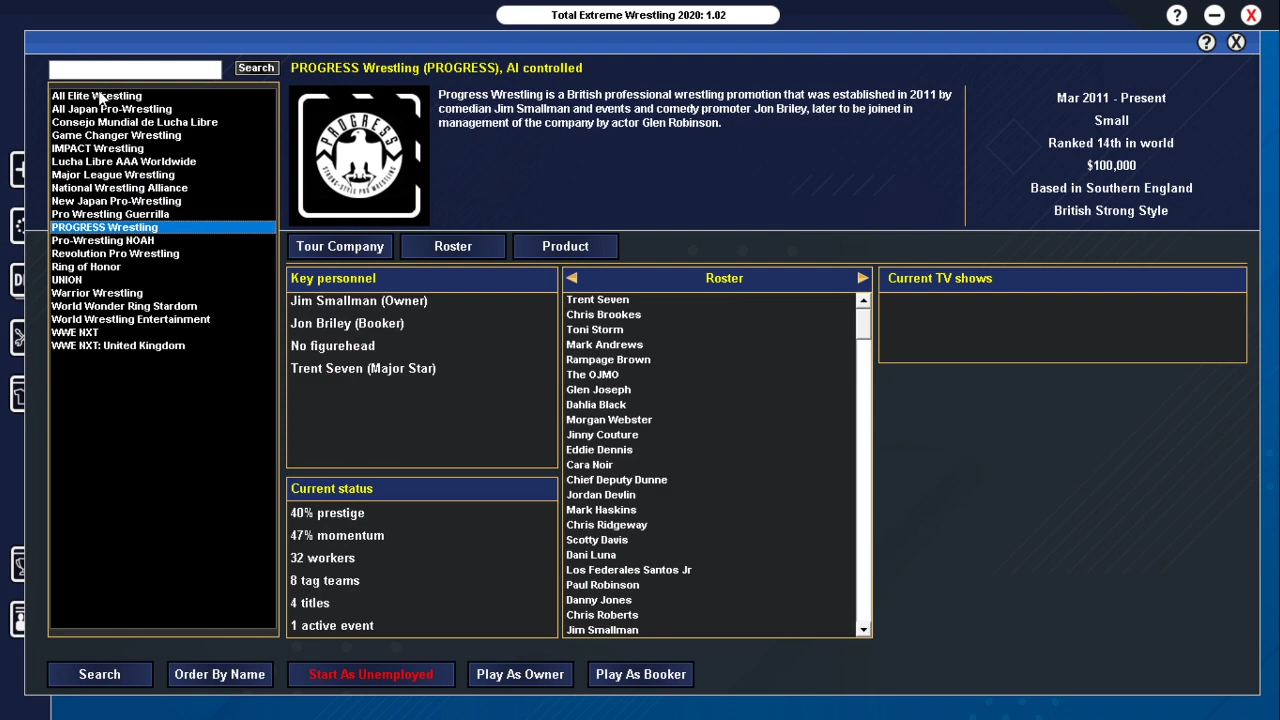 Total Extreme Wrestling 2020: 1.02
Search
PROGRESS Wrestling (PROGRESS), AI controlled
All Elite Wrestling
All Japan Pro-Wrestling
Consejo Mundial de Lucha Libre
Game Changer Wrestling
IMPACT Wrestling
Lucha Libre AAA Worldwide
Major League Wrestling
National Wrestling Alliance
New Japan Pro-Wrestling
Pro Wrestling Guerrilla
PROGRESS Wrestling
Pro-Wrestling NOAH
Revolution Pro Wrestling
Ring of Honor
UNION
Warrior Wrestling
World Wonder Ring Stardom
World Wrestling Entertainment
WWE NXT
WWE NXT: United Kingdom
PROGRESS
STRONG-STYLE PRO WRESTLING
Progress Wrestling is a British professional wrestling promotion that was established in 2011 by
comedian Jim Smallman and events and comedy promoter Jon Briley, later to be joined in
management of the company by actor Glen Robinson.
Mar 2011 - Present
Small
Ranked 14th in world
$100,000
Based in Southern England
British Strong Style
Tour Company
Roster
Product
Key personnel
Jim Smallman (Owner)
Jon Briley (Booker)
No figurehead
Trent Seven (Major Star)
Current status
40% prestige
47% momentum
32 workers
8 tag teams
4 titles
1 active event
Roster
Trent Seven
Chris Brookes
Toni Storm
Mark Andrews
Rampage Brown
The OJMO
Glen Joseph
Dahlia Black
Morgan Webster
Jinny Couture
Eddie Dennis
Cara Noir
Chief Deputy Dunne
Jordan Devlin
Mark Haskins
Chris Ridgeway
Scotty Davis
Dani Luna
Los Federales Santos Jr
Paul Robinson
Danny Jones
Chris Roberts
Jim Smallman
Current TV shows
Search
Order By Name
Start As Unemployed
Play As Owner
Play As Booker